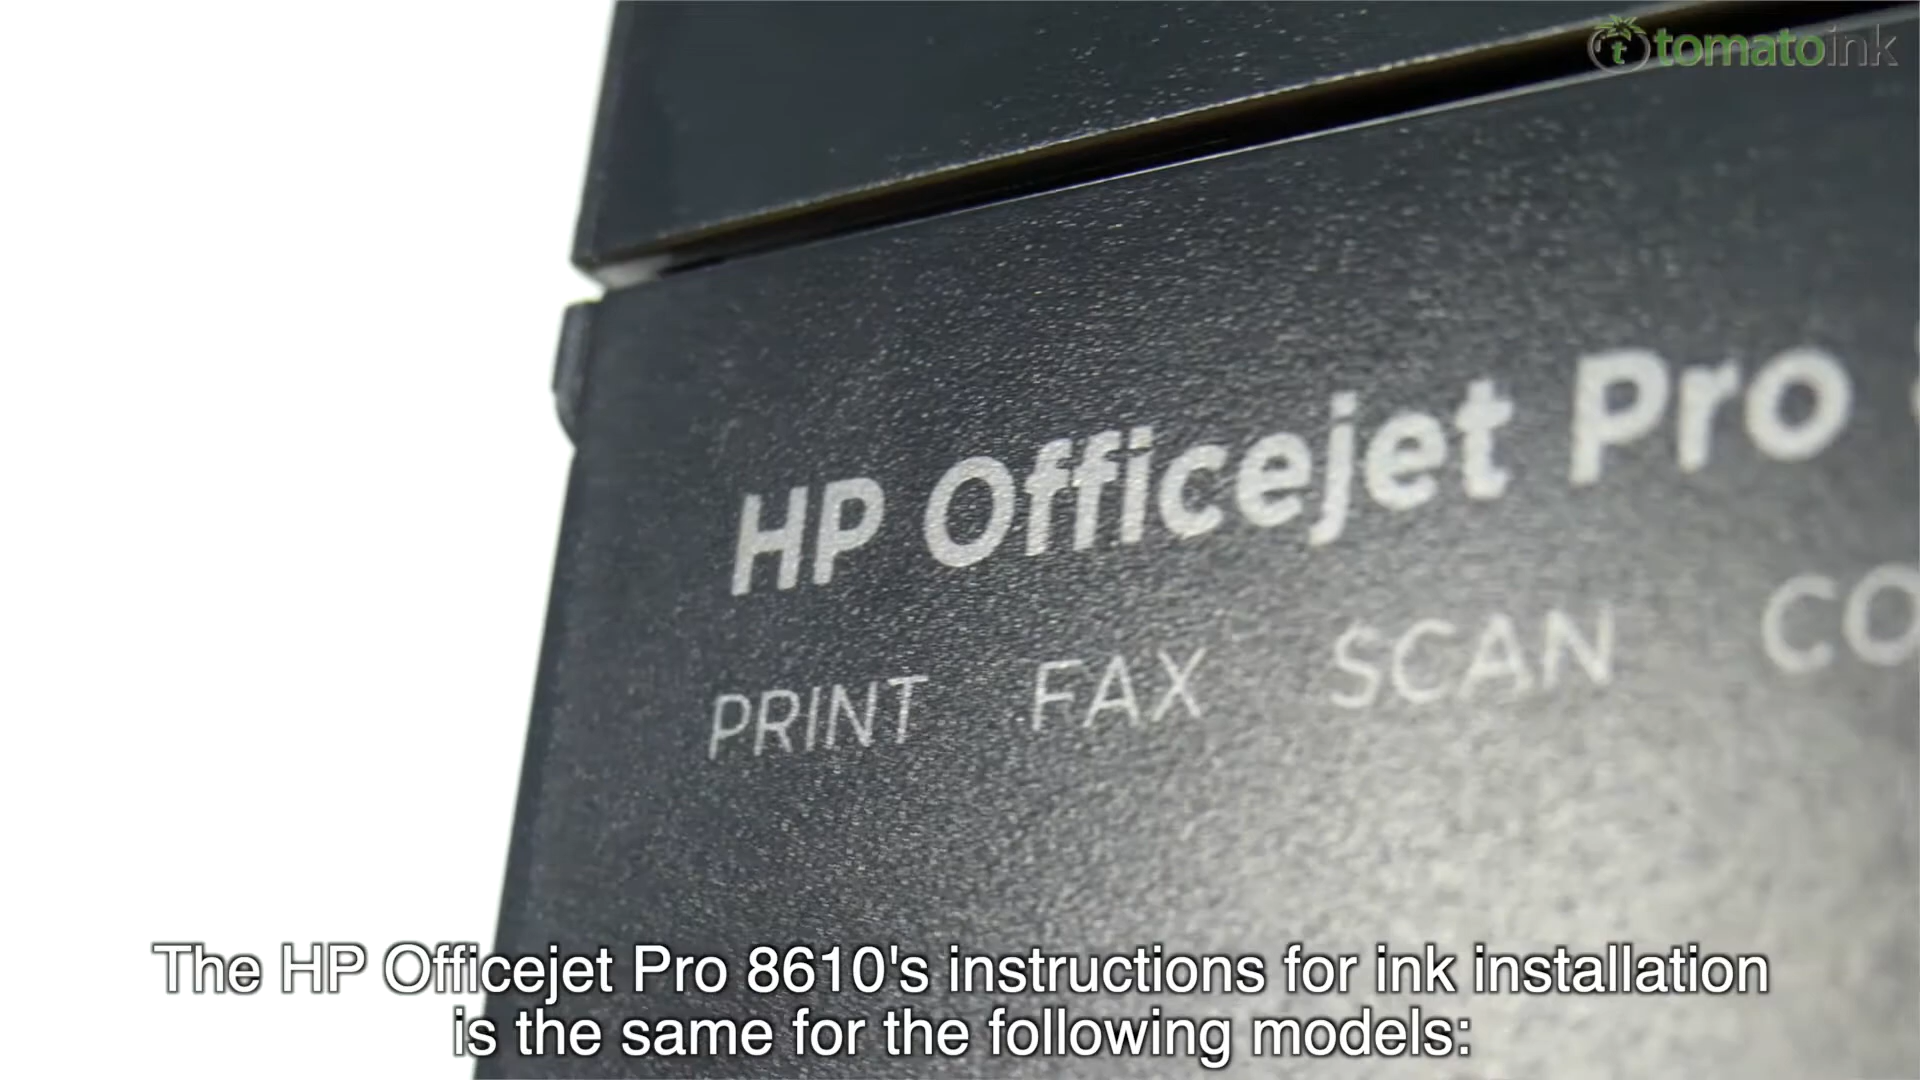 tomatoink
HP Officejet Pro
PRINT FAX SCAN CO
The HP Officejet Pro 8610's instructions for ink installation
is the same for the following models: